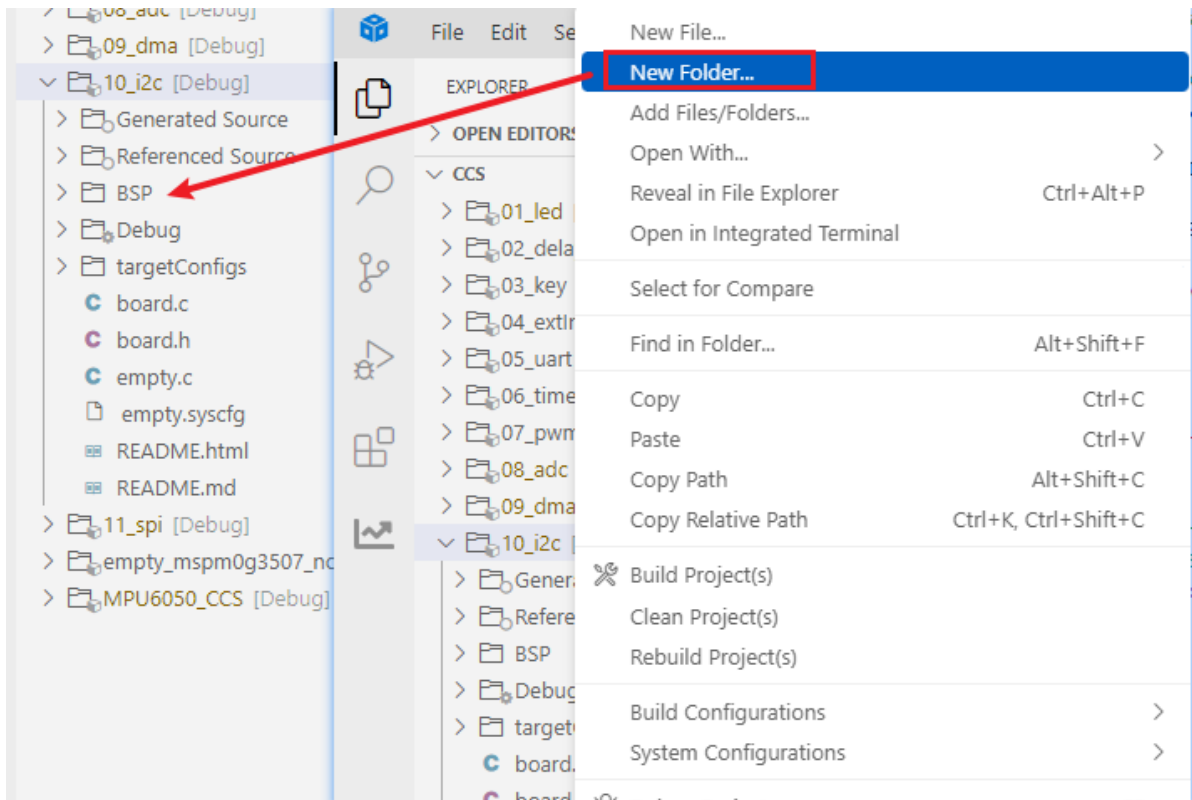 08_adc [Debug]
09_dma [Debug]
10_i2c [Debug]
Generated Source
Referenced Source
BSP
Debug
targetConfigs
board.c
board.h
empty.c
empty.syscfg
README.html
README.md
11_spi [Debug]
empty_mspm0g3507_nc
MPU6050_CCS [Debug]
File Edit Se
EXPLORER
OPEN EDITORS
CCS
01_led
02_dela
03_key
04_extIr
05_uart
06_time
07_pwm
08_adc
09_dma
10_i2c [
Gener
Refere
BSP
Debug
target
board.
board
New File...
New Folder...
Add Files/Folders...
Open With...
Reveal in File Explorer Ctrl+Alt+P
Open in Integrated Terminal
Select for Compare
Find in Folder... Alt+Shift+F
Copy Ctrl+C
Paste Ctrl+V
Copy Path Alt+Shift+C
Copy Relative Path Ctrl+K, Ctrl+Shift+C
Build Project(s)
Clean Project(s)
Rebuild Project(s)
Build Configurations
System Configurations